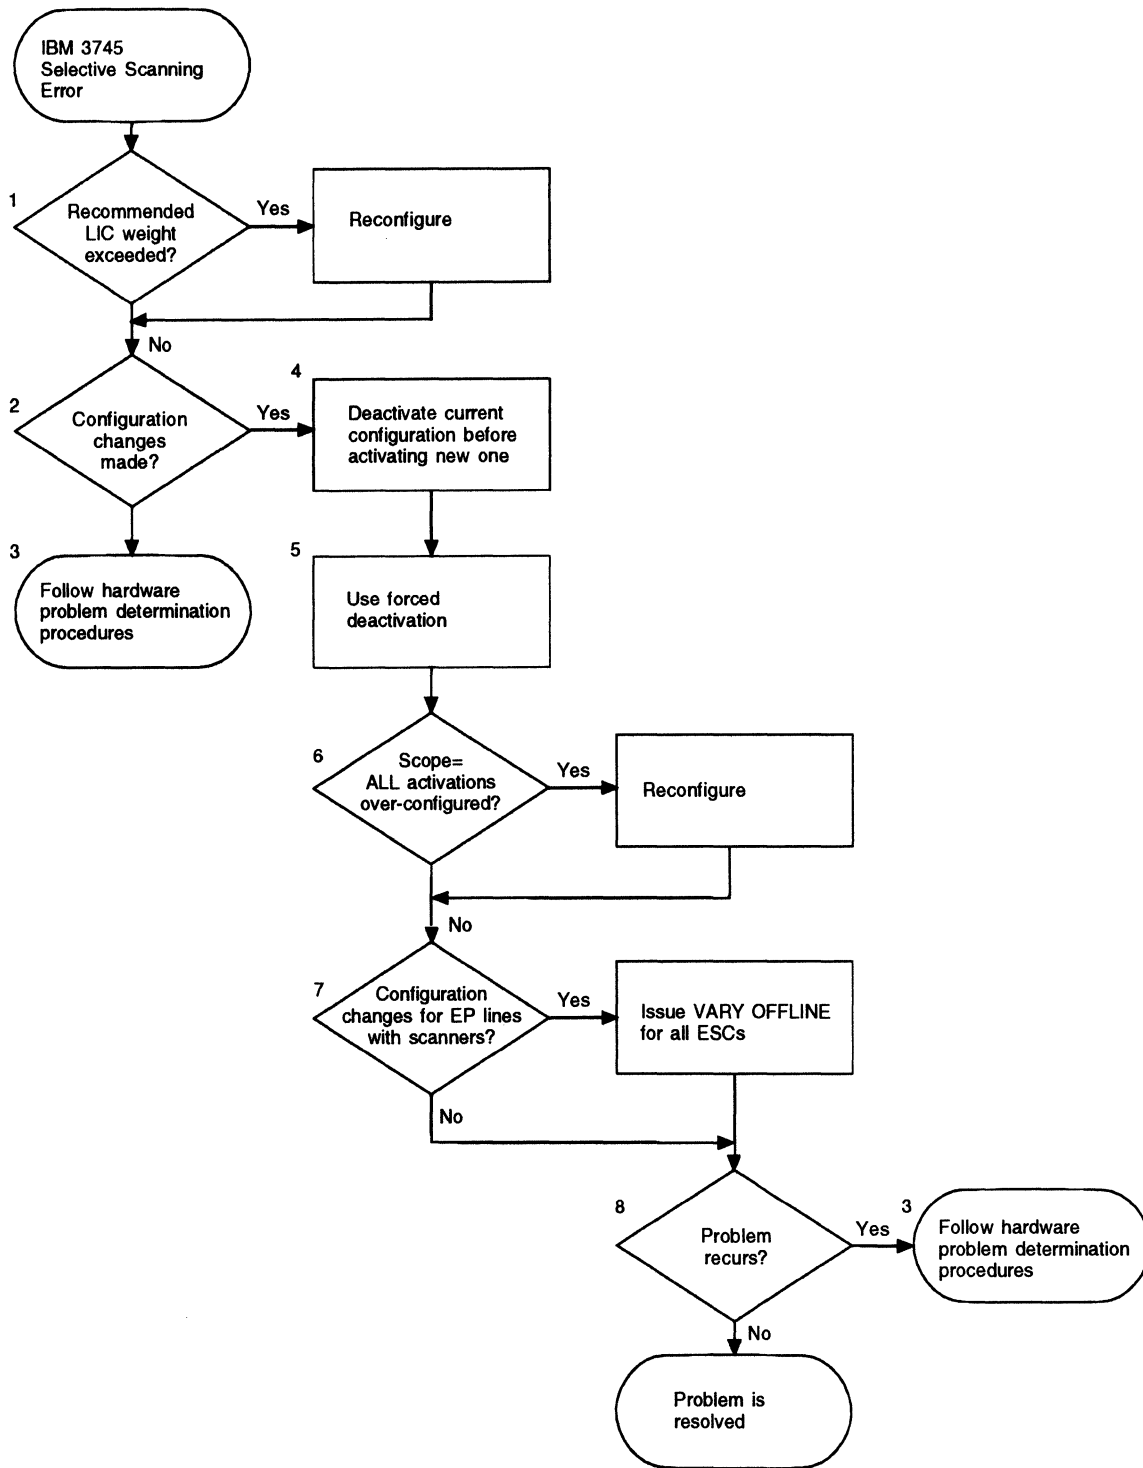 IBM 3745
Selective Scanning
Error
1
Recommended
LIC weight
exceeded?
Yes
Reconfigure
No
2
Configuration
changes
made?
Yes
4
Deactivate current
configuration before
activating new one
3
Follow hardware
problem determination
procedures
5
Use forced
deactivation
6
Scope=
ALL activations
over-configured?
Yes
Reconfigure
No
7
Configuration
changes for EP lines
with scanners?
Yes
Issue VARY OFFLINE
for all ESCs
No
8
Problem
recurs?
Yes
3
Follow hardware
problem determination
procedures
No
Problem is
resolved